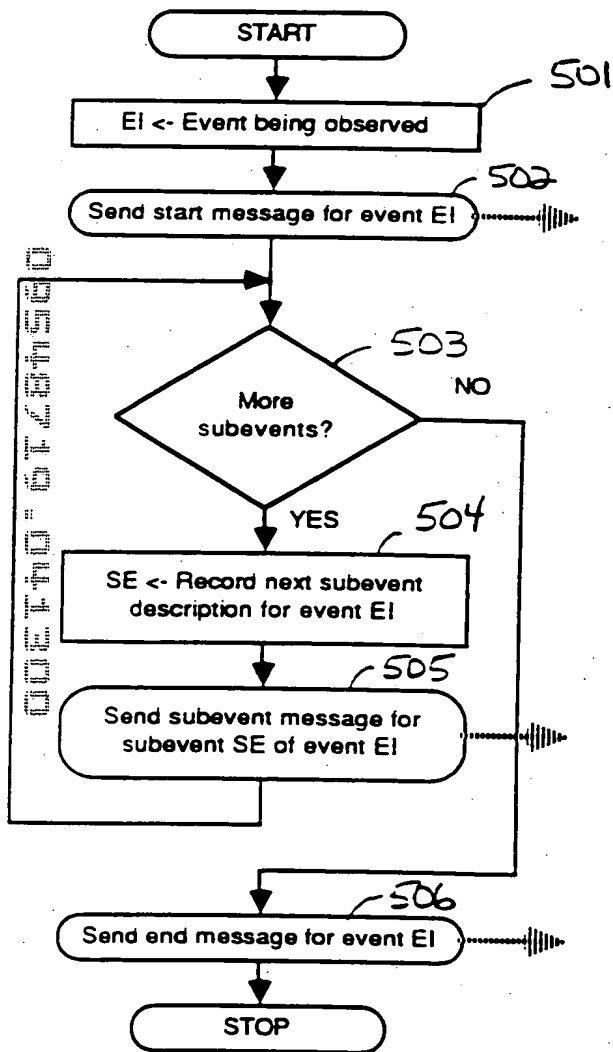 START
501
EI <- Event being observed
502
Send start message for event EI
503
NO
More
subevents?
YES
504
SE <- Record next subevent
description for event EI
505
Send subevent message for
subevent SE of event EI
506
Send end message for event EI
STOP
09548719.041300